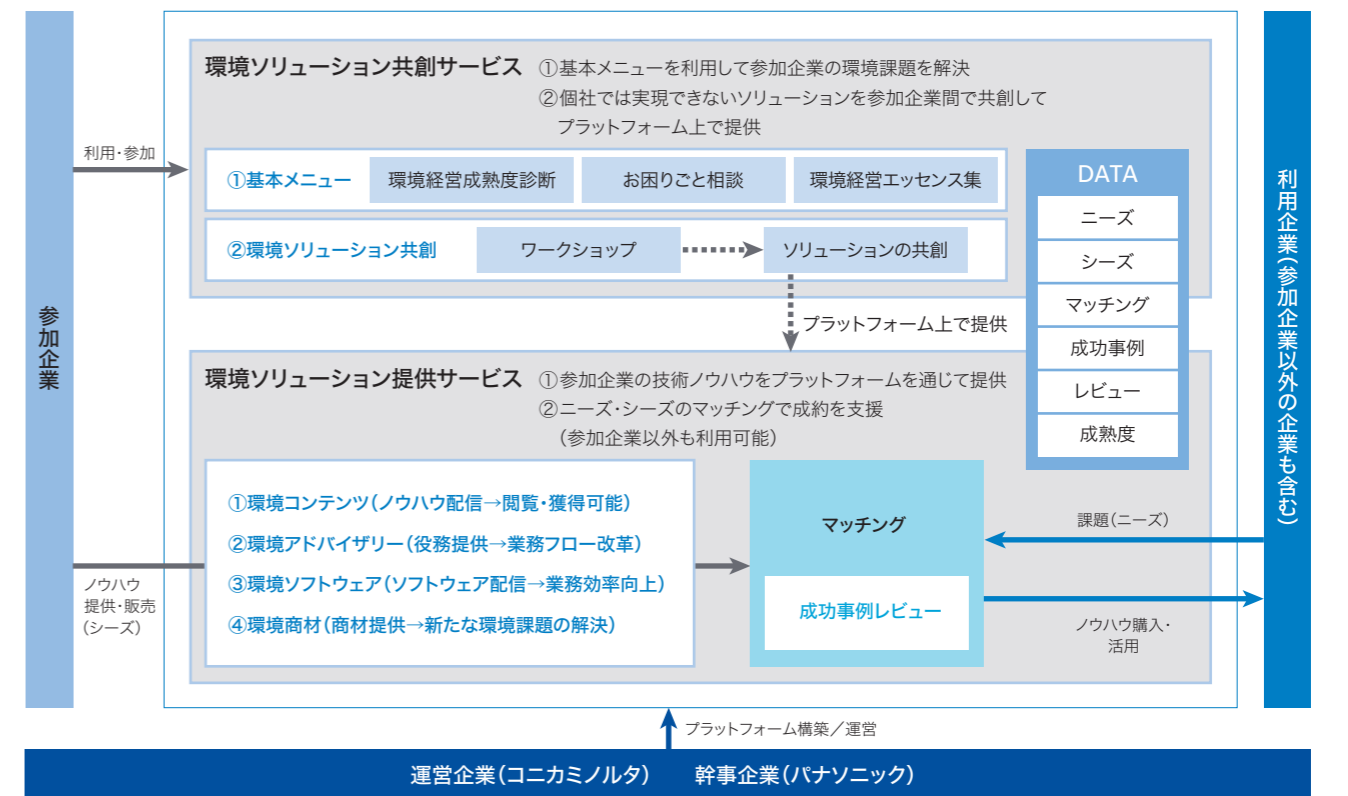 参加企業
利用・参加
環境ソリューション共創サービス ①基本メニューを利用して参加企業の環境課題を解決
②個社では実現できないソリューションを参加企業間で共創して
プラットフォーム上で提供
①基本メニュー 環境経営成熟度診断 お困りごと相談 環境経営エッセンス集
②環境ソリューション共創 ワークショップ ソリューションの共創
プラットフォーム上で提供
DATA
ニーズ
シーズ
マッチング
成功事例
レビュー
成熟度
環境ソリューション提供サービス ①参加企業の技術ノウハウをプラットフォームを通じて提供
②ニーズ・シーズのマッチングで成約を支援
(参加企業以外も利用可能)
ノウハウ
提供・販売
(シーズ)
①環境コンテンツ(ノウハウ配信→閲覧・獲得可能)
②環境アドバイザリー(役務提供→業務フロー改革)
③環境ソフトウェア(ソフトウェア配信→業務効率向上)
④環境商材(商材提供→新たな環境課題の解決)
マッチング
成功事例レビュー
課題(ニーズ)
ノウハウ購入・
活用
利用企業(参加企業以外の企業も含む)
プラットフォーム構築/運営
運営企業(コニカミノルタ) 幹事企業(パナソニック)